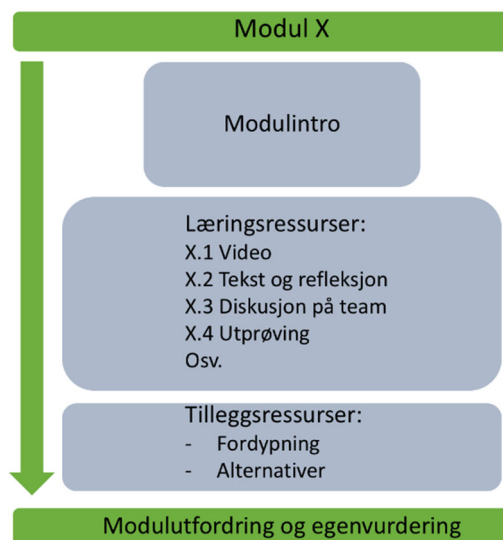 Modul X
Modulintro
Læringsressurser:
X.1 Video
X.2 Tekst og refleksjon
X.3 Diskusjon på team
X.4 Utprøving
Osv.
Tilleggsressurser:
- Fordypning
- Alternativer
Modulutfordring og egenvurdering